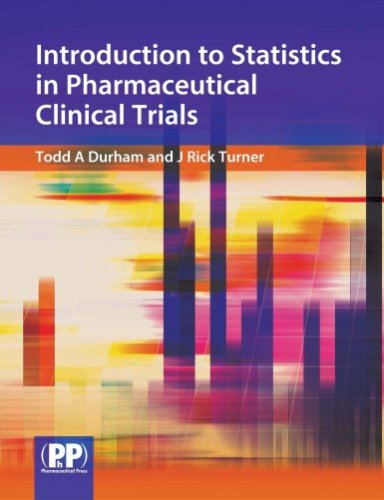 Introduction to Statistics
in Pharmaceutical
Clinical Trials
Todd A Durham and J Rick Turner
(PhP)
Pharmaceutical Press